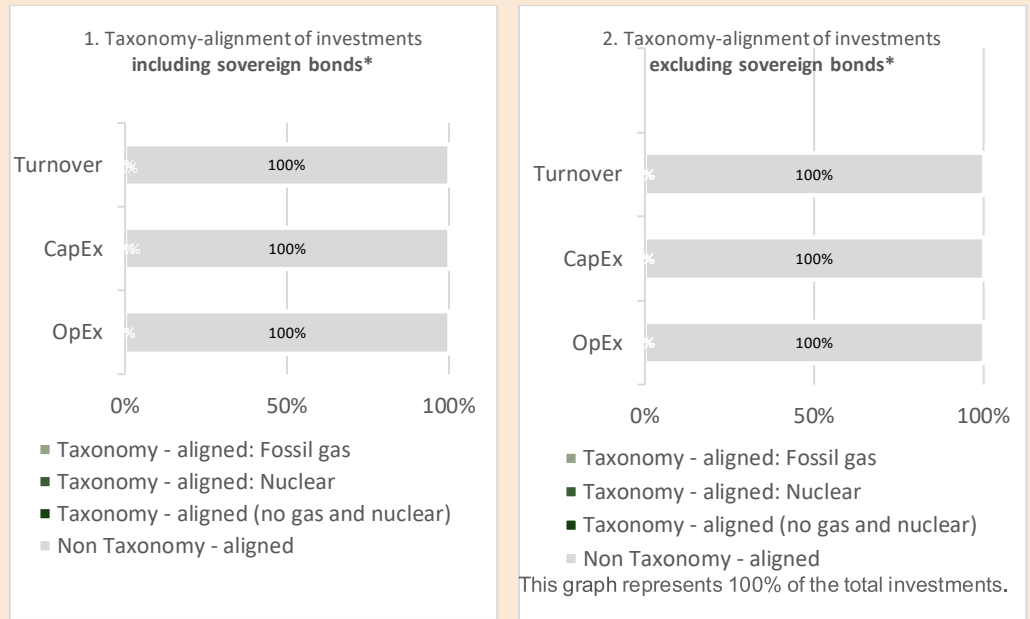 1. Taxonomy-alignment of investments
including sovereign bonds*
Turnover
100%
CapEx
100%
OpEx
100%
0% 50% 100%
Taxonomy - aligned: Fossil gas
Taxonomy - aligned: Nuclear
Taxonomy - aligned (no gas and nuclear)
Non Taxonomy - aligned
2. Taxonomy-alignment of investments
excluding sovereign bonds*
Turnover
100%
CapEx
100%
OpEx
100%
0% 50% 100%
Taxonomy - aligned: Fossil gas
Taxonomy - aligned: Nuclear
Taxonomy - aligned (no gas and nuclear)
Non Taxonomy - aligned
This graph represents 100% of the total investments.